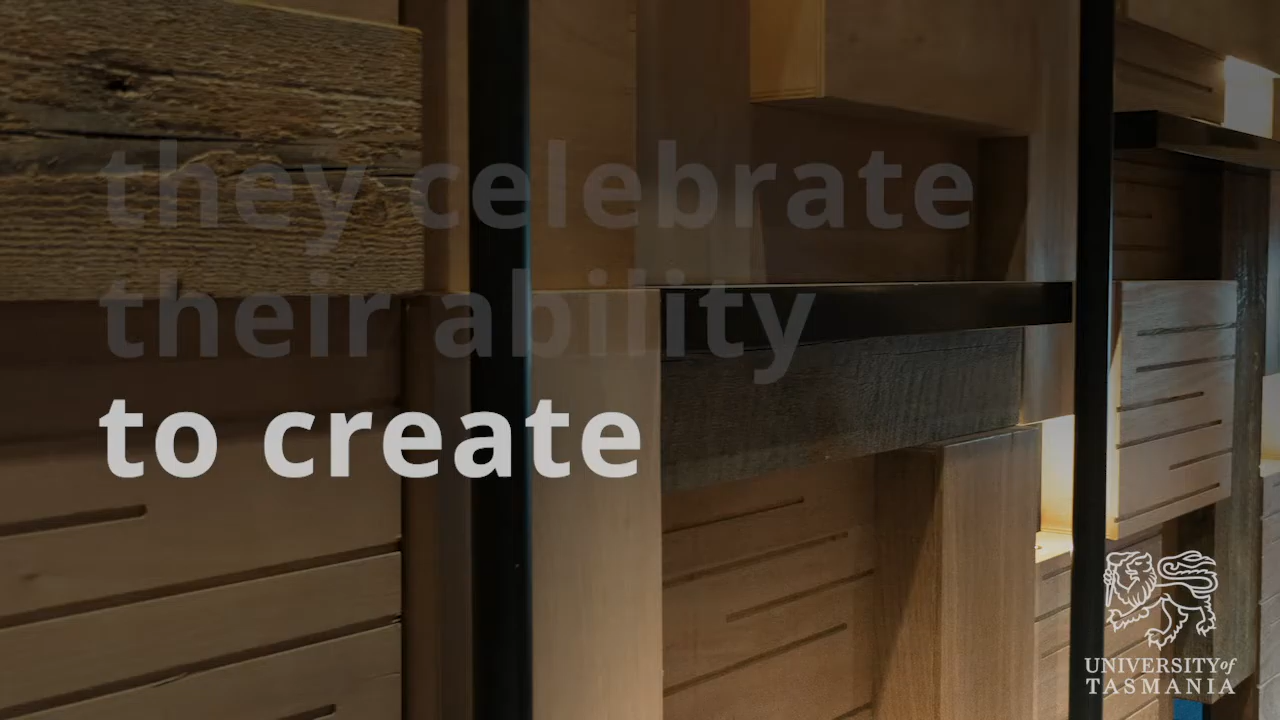 they celebrate
their ability
to create
UNIVERSITY of
TASMANIA